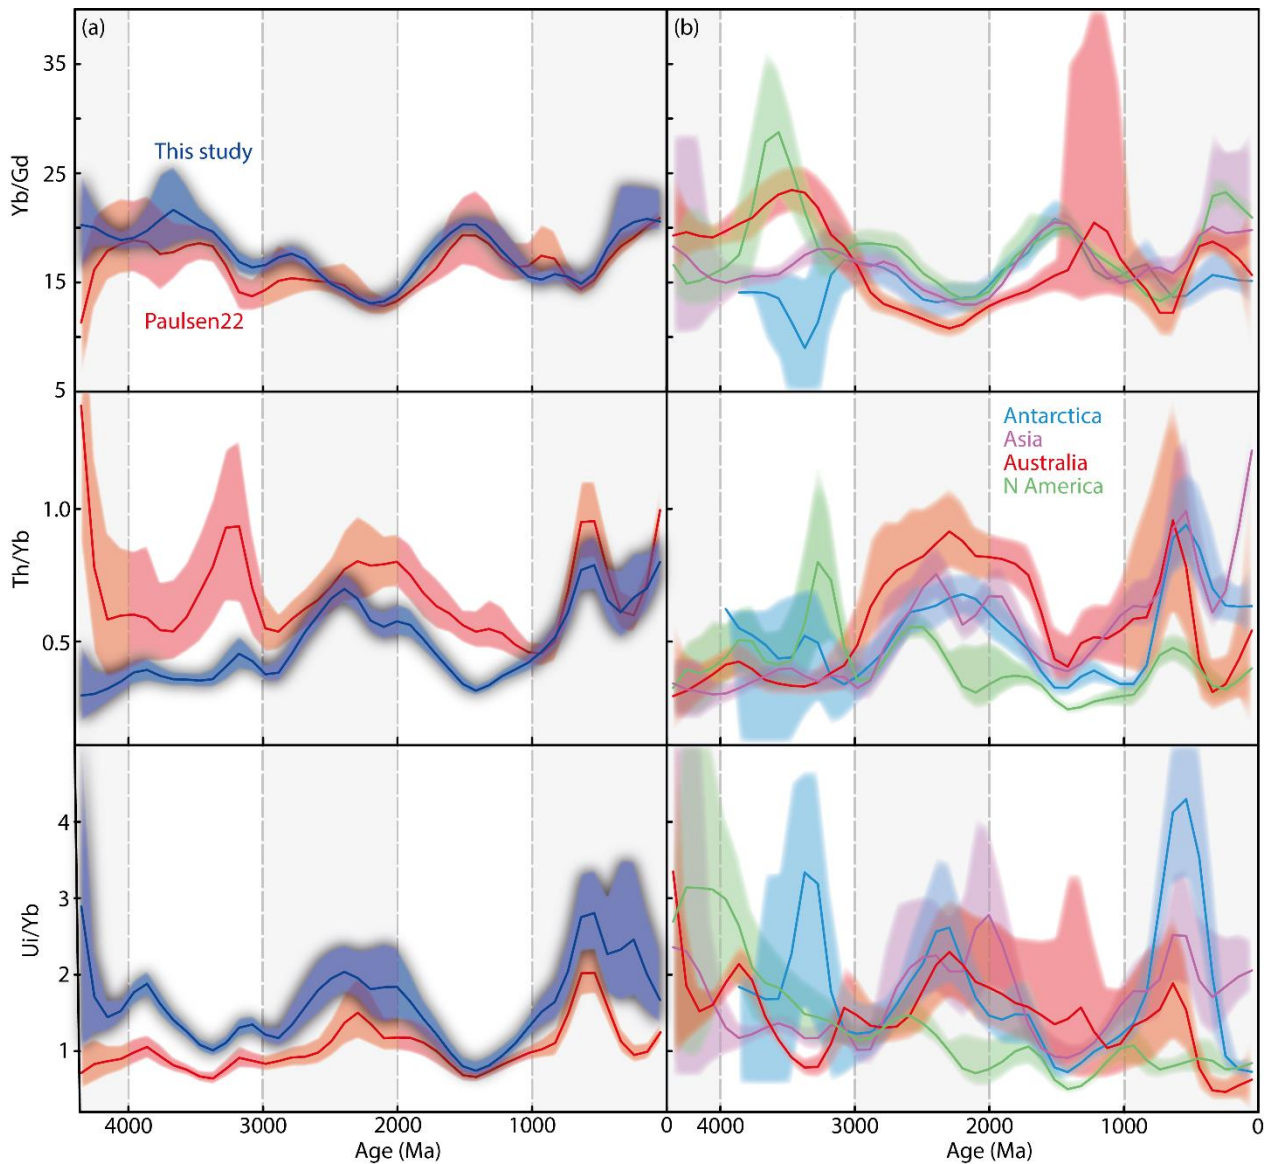 (a)
(b)
35
25
15
5
Yb/Gd
This study
Paulsen22
1.0
0.5
Th/Yb
Antarctica
Asia
Australia
N America
4
3
2
1
Ui/Yb
4000 3000 2000 1000 0 4000 3000 2000 1000 0
Age (Ma) Age (Ma)